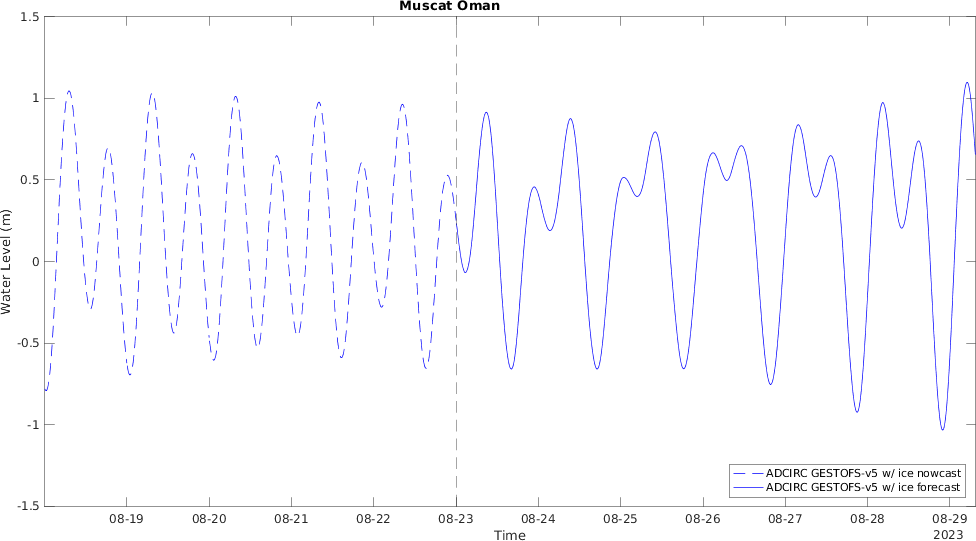 Muscat Oman
1.5
1
0.5
0
-0.5
-1
-1.5
Water Level (m)
ADCIRC GESTOFS-v5 w/ ice nowcast
ADCIRC GESTOFS-v5 w/ ice forecast
08-19 08-20 08-21 08-22 08-23 08-24 08-25 08-26 08-27 08-28 08-29
2023
Time